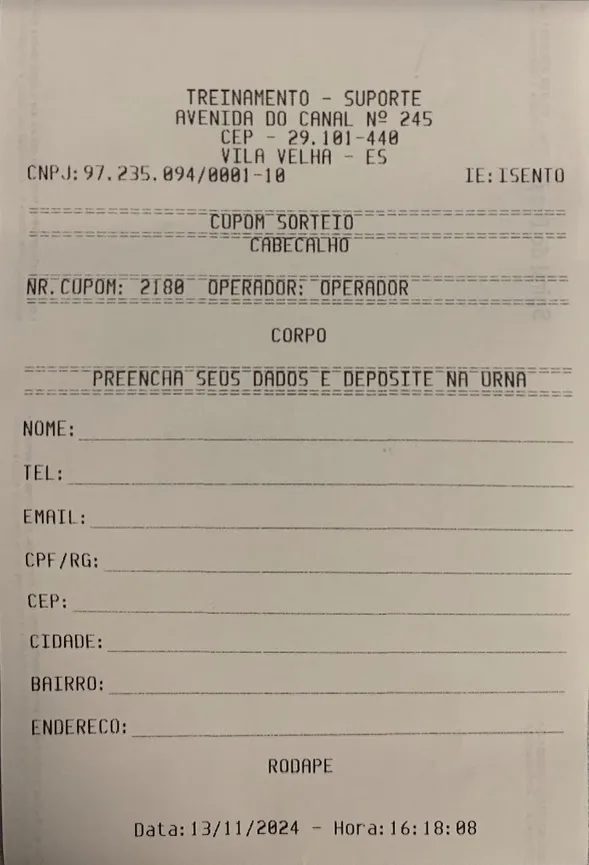 TREINAMENTO - SUPORTE
AVENIDA DO CANAL Nº 245
CEP - 29.101-440
VILA VELHA - ES
CNPJ:97.235.094/0001-10 IE:ISENTO
CUPOM SORTEIO
CABECALHO
NR.CUPOM: 2180 OPERADOR: OPERADOR
CORPO
PREENCHA SEUS DADOS E DEPOSITE NA URNA
NOME:
TEL:
EMAIL:
CPF/RG:
CEP:
CIDADE:
BAIRRO:
ENDERECO:
RODAPE
Data:13/11/2024 - Hora:16:18:08